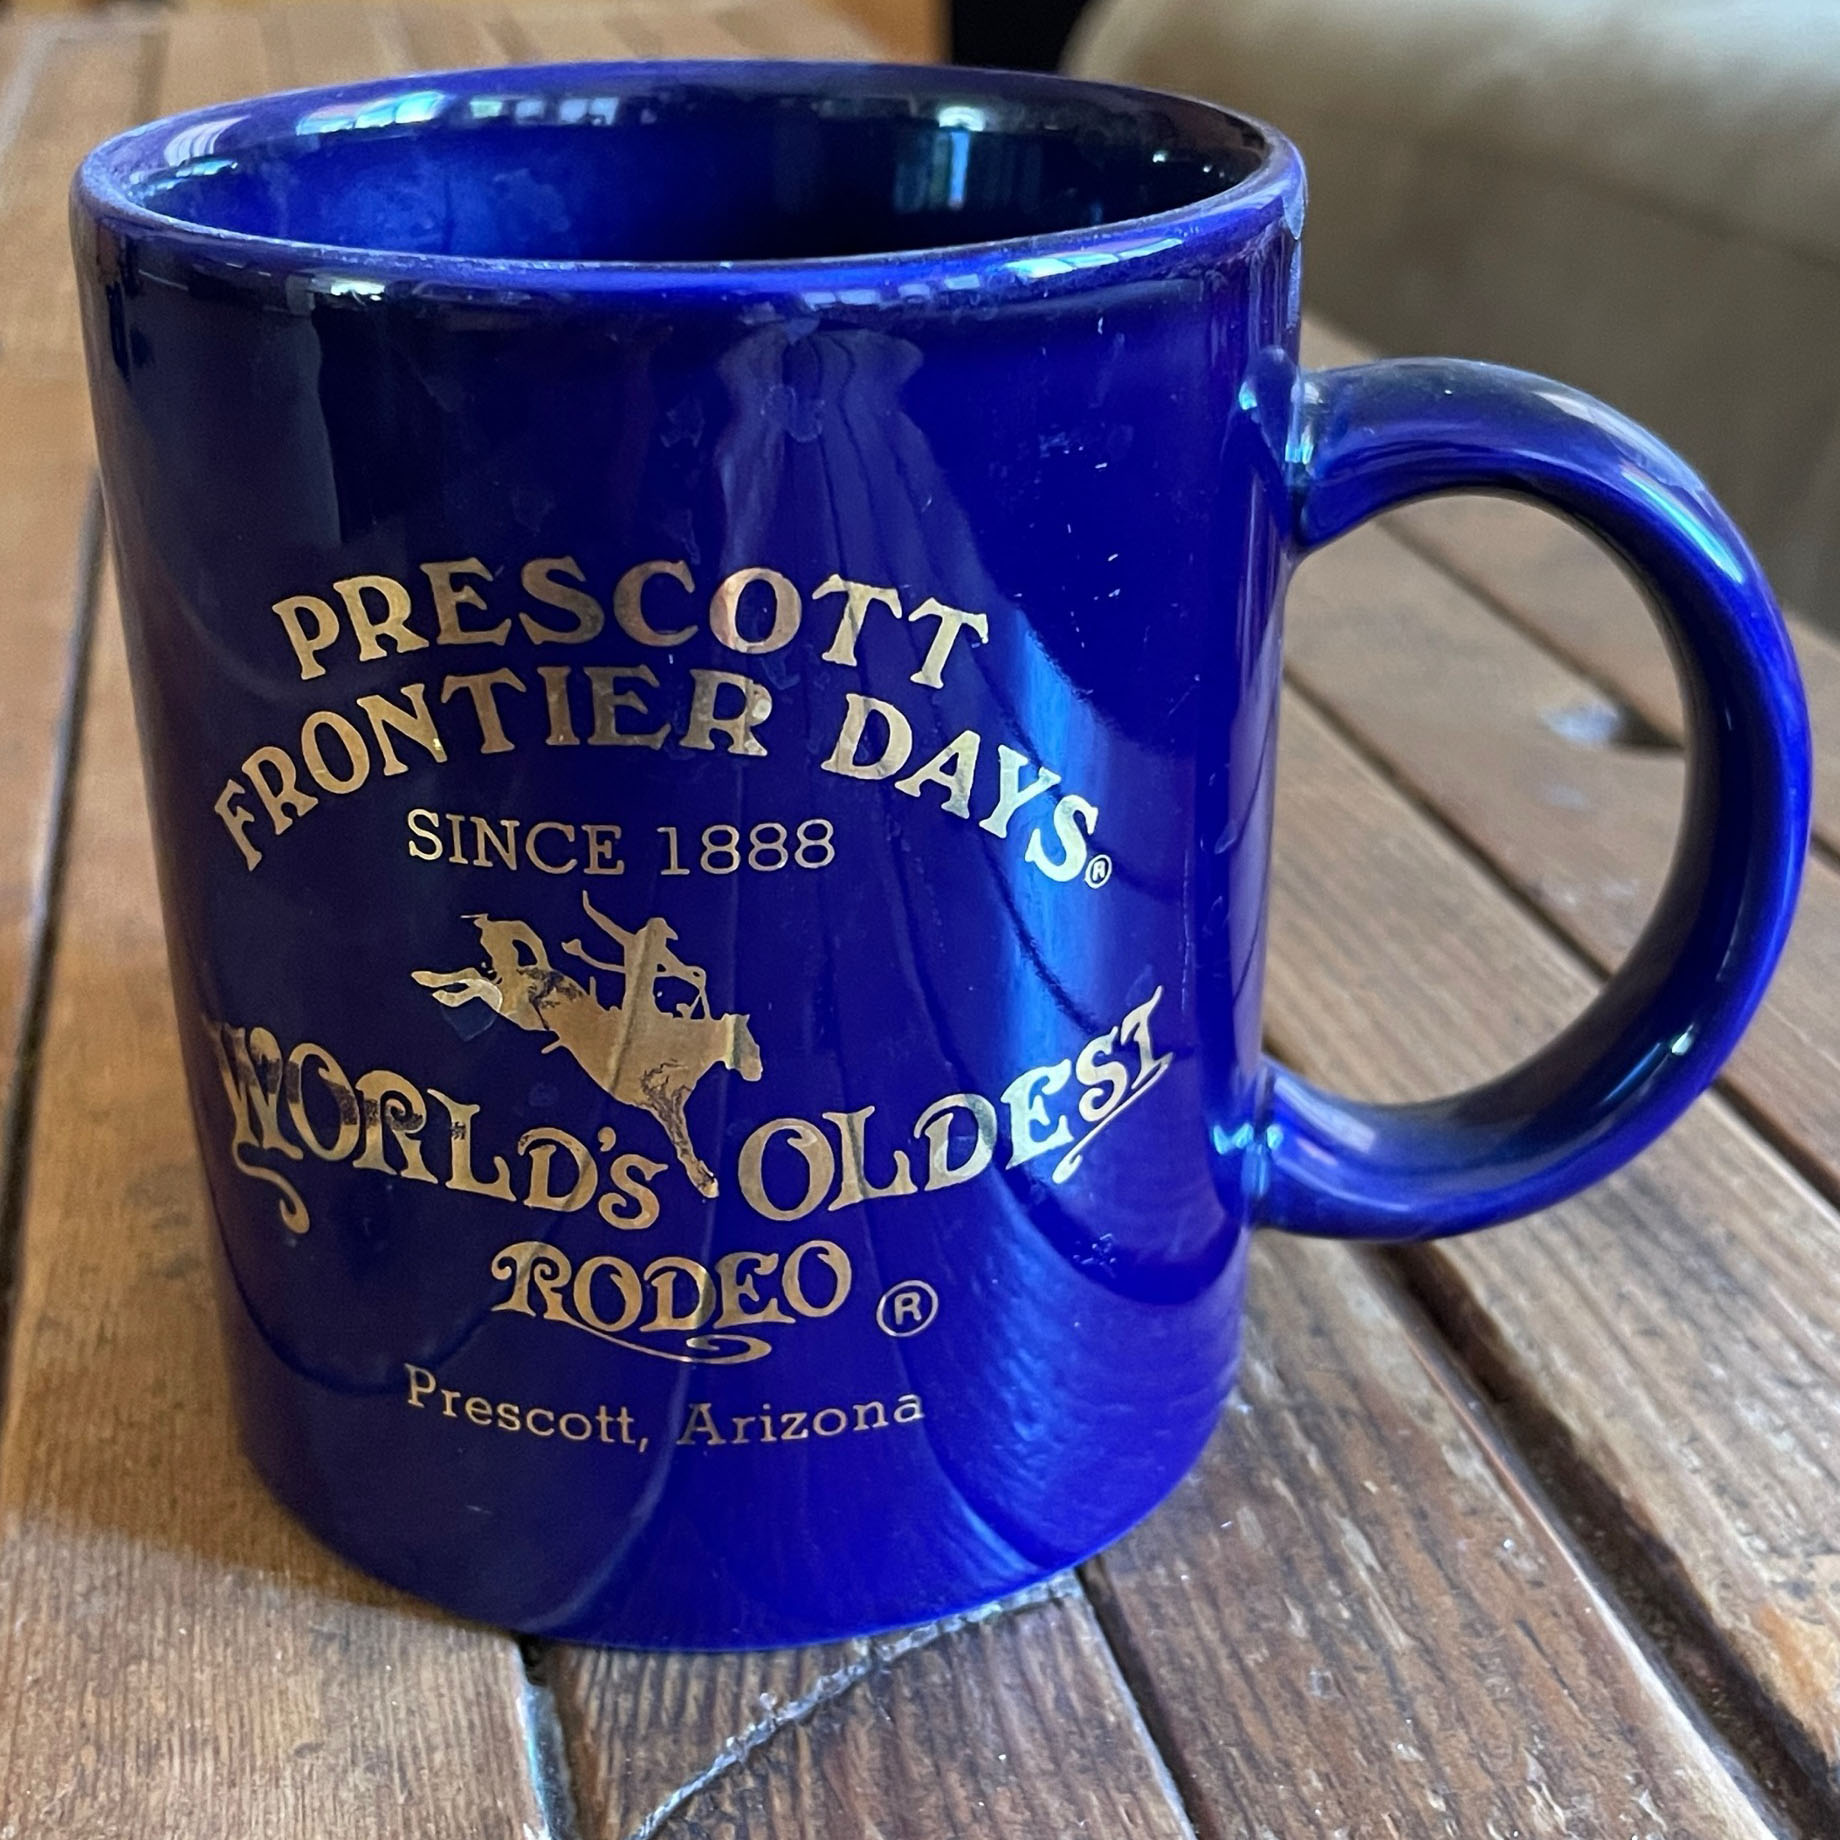 PRESCOTT
FRONTIER DAYS®
SINCE 1888
WORLD'S OLDEST
RODEO ®
Prescott, Arizona